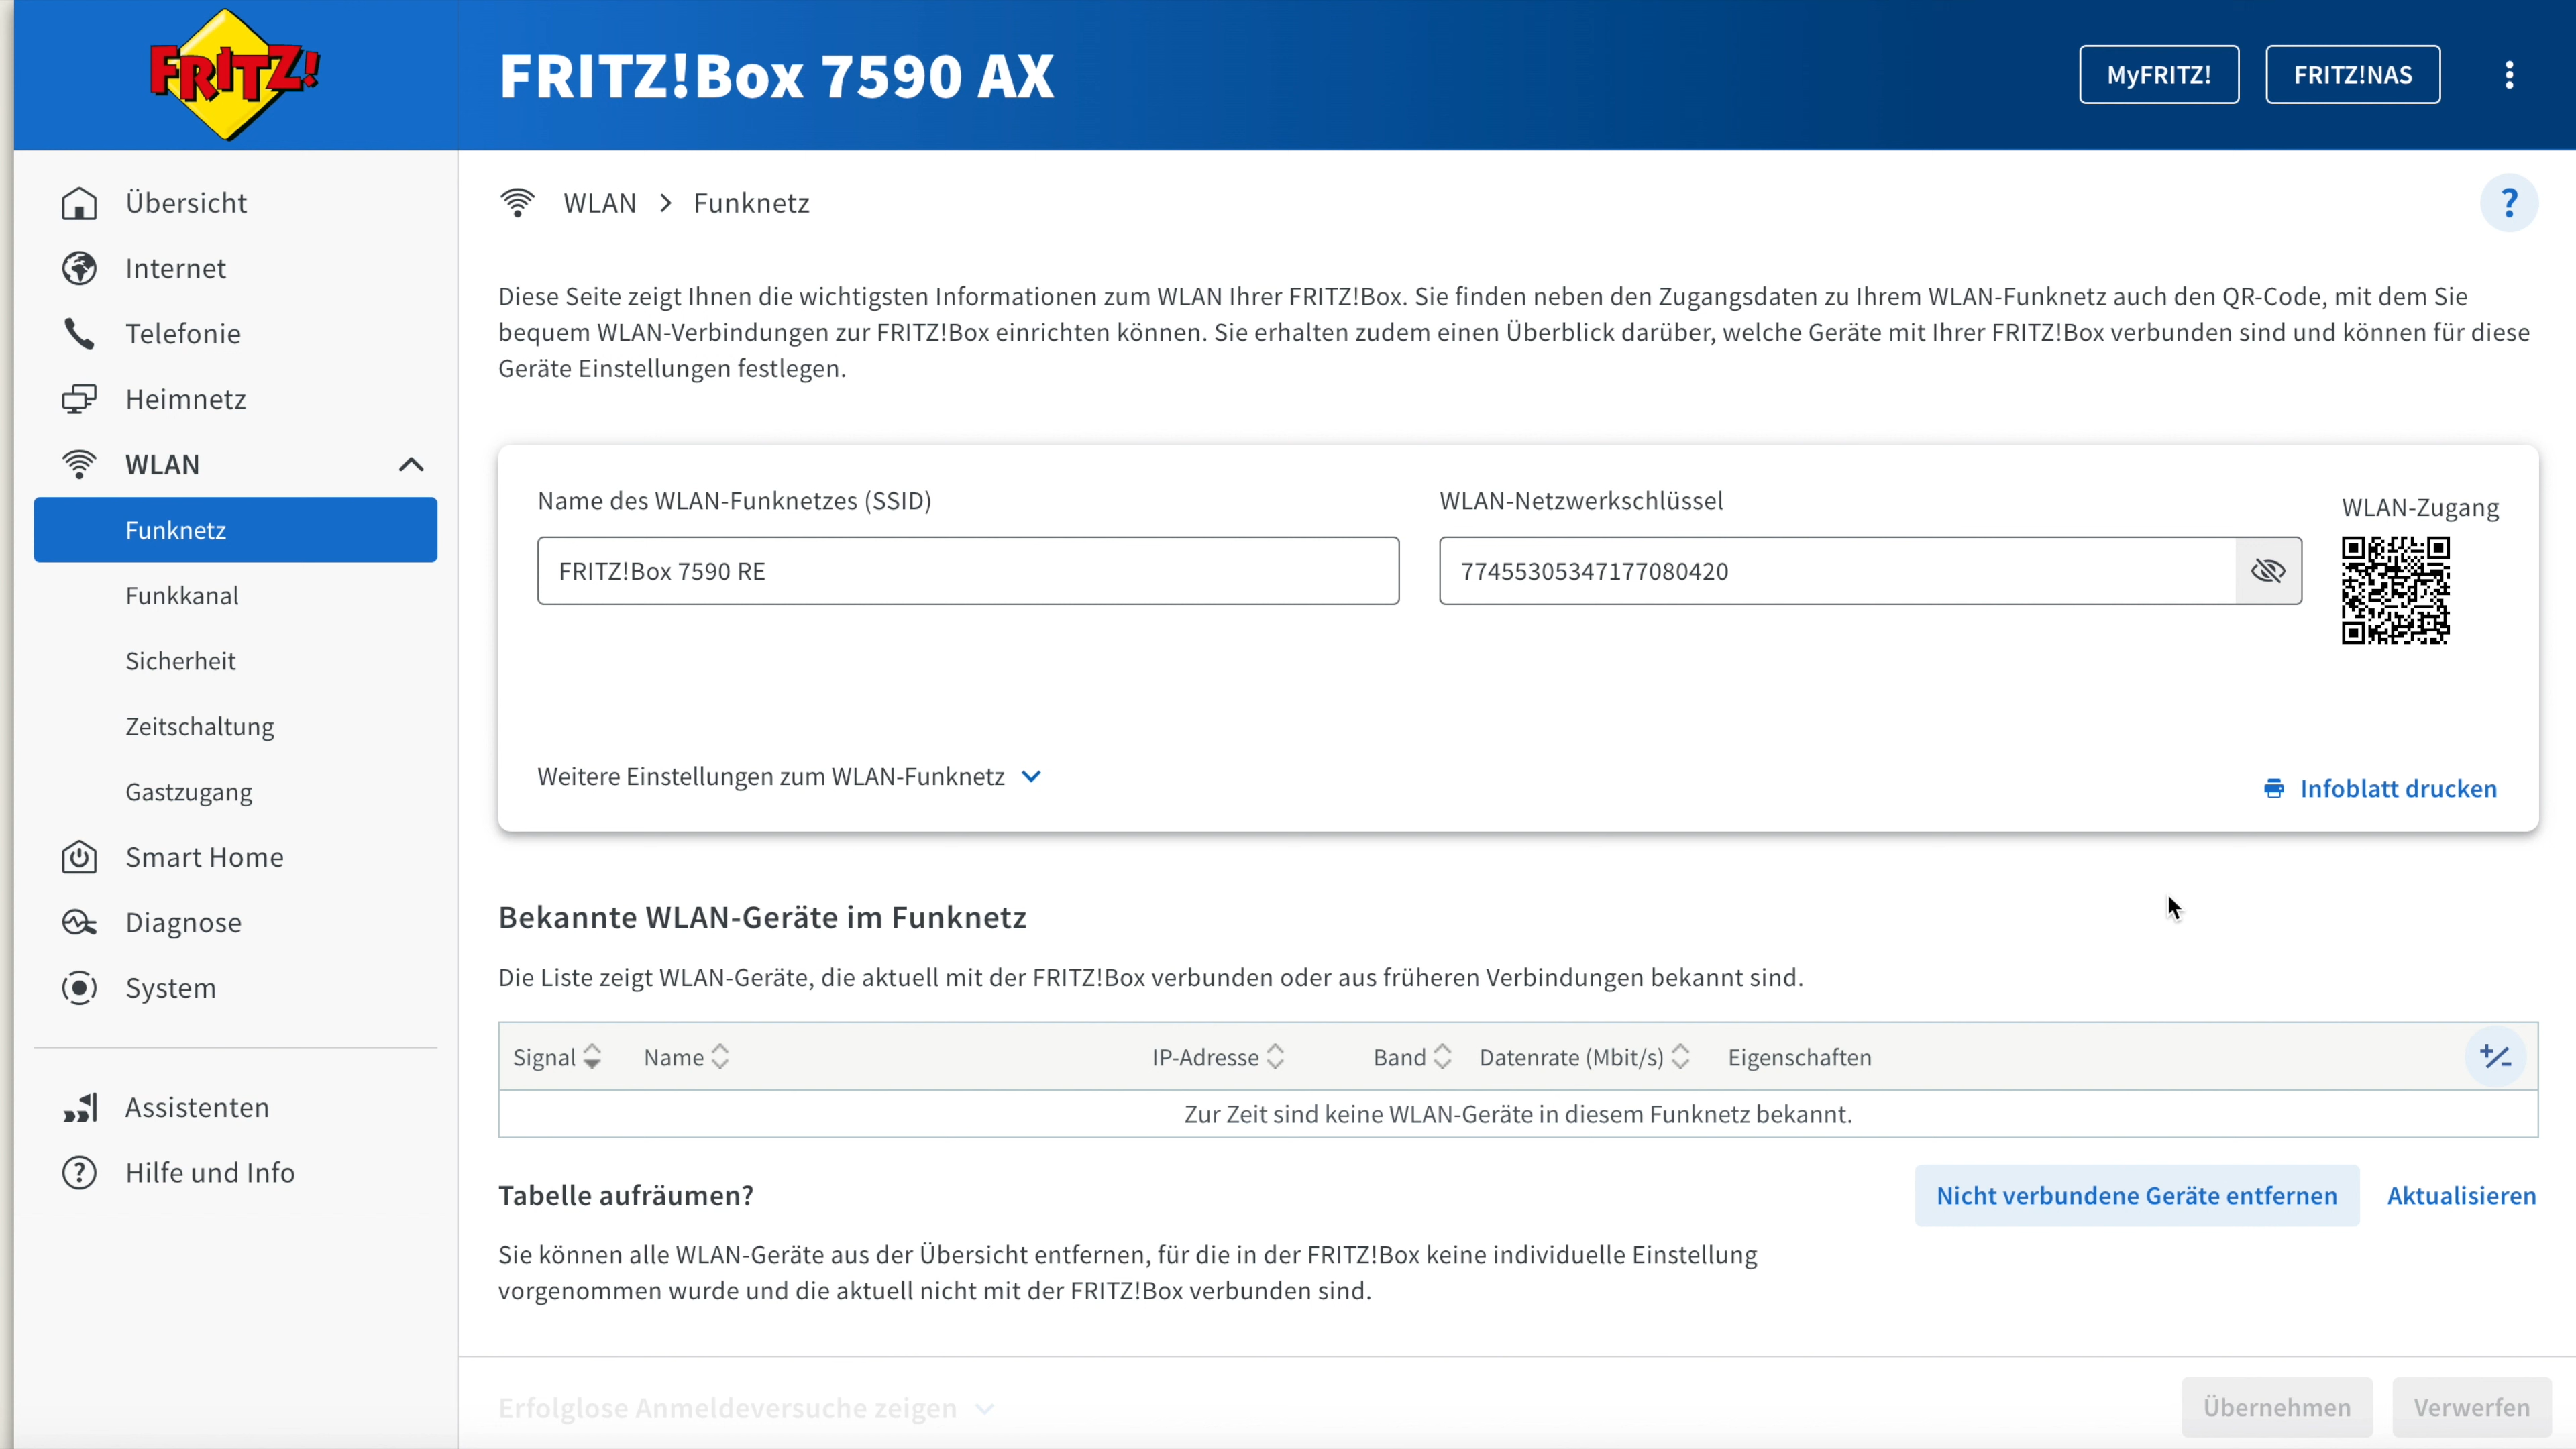 FRITZ!
FRITZ!Box 7590 AX
MyFRITZ!
FRITZ!NAS
Übersicht
Internet
Telefonie
Heimnetz
WLAN
Funknetz
Funkkanal
Sicherheit
Zeitschaltung
Gastzugang
Smart Home
Diagnose
System
Assistenten
Hilfe und Info
WLAN > Funknetz
?
Diese Seite zeigt Ihnen die wichtigsten Informationen zum WLAN Ihrer FRITZ!Box. Sie finden neben den Zugangsdaten zu Ihrem WLAN-Funknetz auch den QR-Code, mit dem Sie
bequem WLAN-Verbindungen zur FRITZ!Box einrichten können. Sie erhalten zudem einen Überblick darüber, welche Geräte mit Ihrer FRITZ!Box verbunden sind und können für diese
Geräte Einstellungen festlegen.
Name des WLAN-Funknetzes (SSID)
FRITZ!Box 7590 RE
WLAN-Netzwerkschlüssel
77455305347177080420
WLAN-Zugang
Weitere Einstellungen zum WLAN-Funknetz
Infoblatt drucken
Bekannte WLAN-Geräte im Funknetz
Die Liste zeigt WLAN-Geräte, die aktuell mit der FRITZ!Box verbunden oder aus früheren Verbindungen bekannt sind.
Signal Name IP-Adresse Band Datenrate (Mbit/s) Eigenschaften +/-
Zur Zeit sind keine WLAN-Geräte in diesem Funknetz bekannt.
Tabelle aufräumen?
Nicht verbundene Geräte entfernen
Aktualisieren
Sie können alle WLAN-Geräte aus der Übersicht entfernen, für die in der FRITZ!Box keine individuelle Einstellung
vorgenommen wurde und die aktuell nicht mit der FRITZ!Box verbunden sind.
Erfolglose Anmeldeversuche zeigen
Übernehmen
Verwerfen